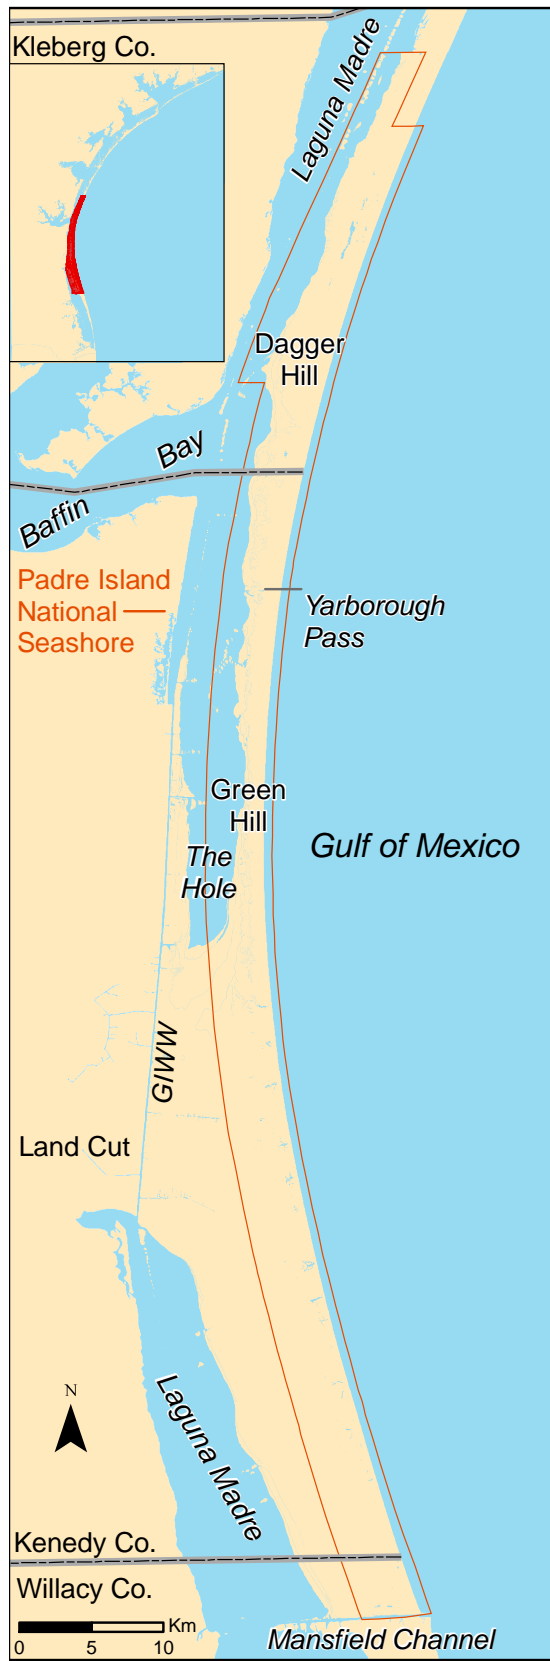 Kleberg Co.
Laguna Madre
Dagger
Hill
Bay
Baffin
Padre Island
National
Seashore
Yarborough
Pass
Green
Hill
The
Hole
Gulf of Mexico
GIWW
Land Cut
N
Laguna Madre
Kenedy Co.
Willacy Co.
Km
0 5 10
Mansfield Channel